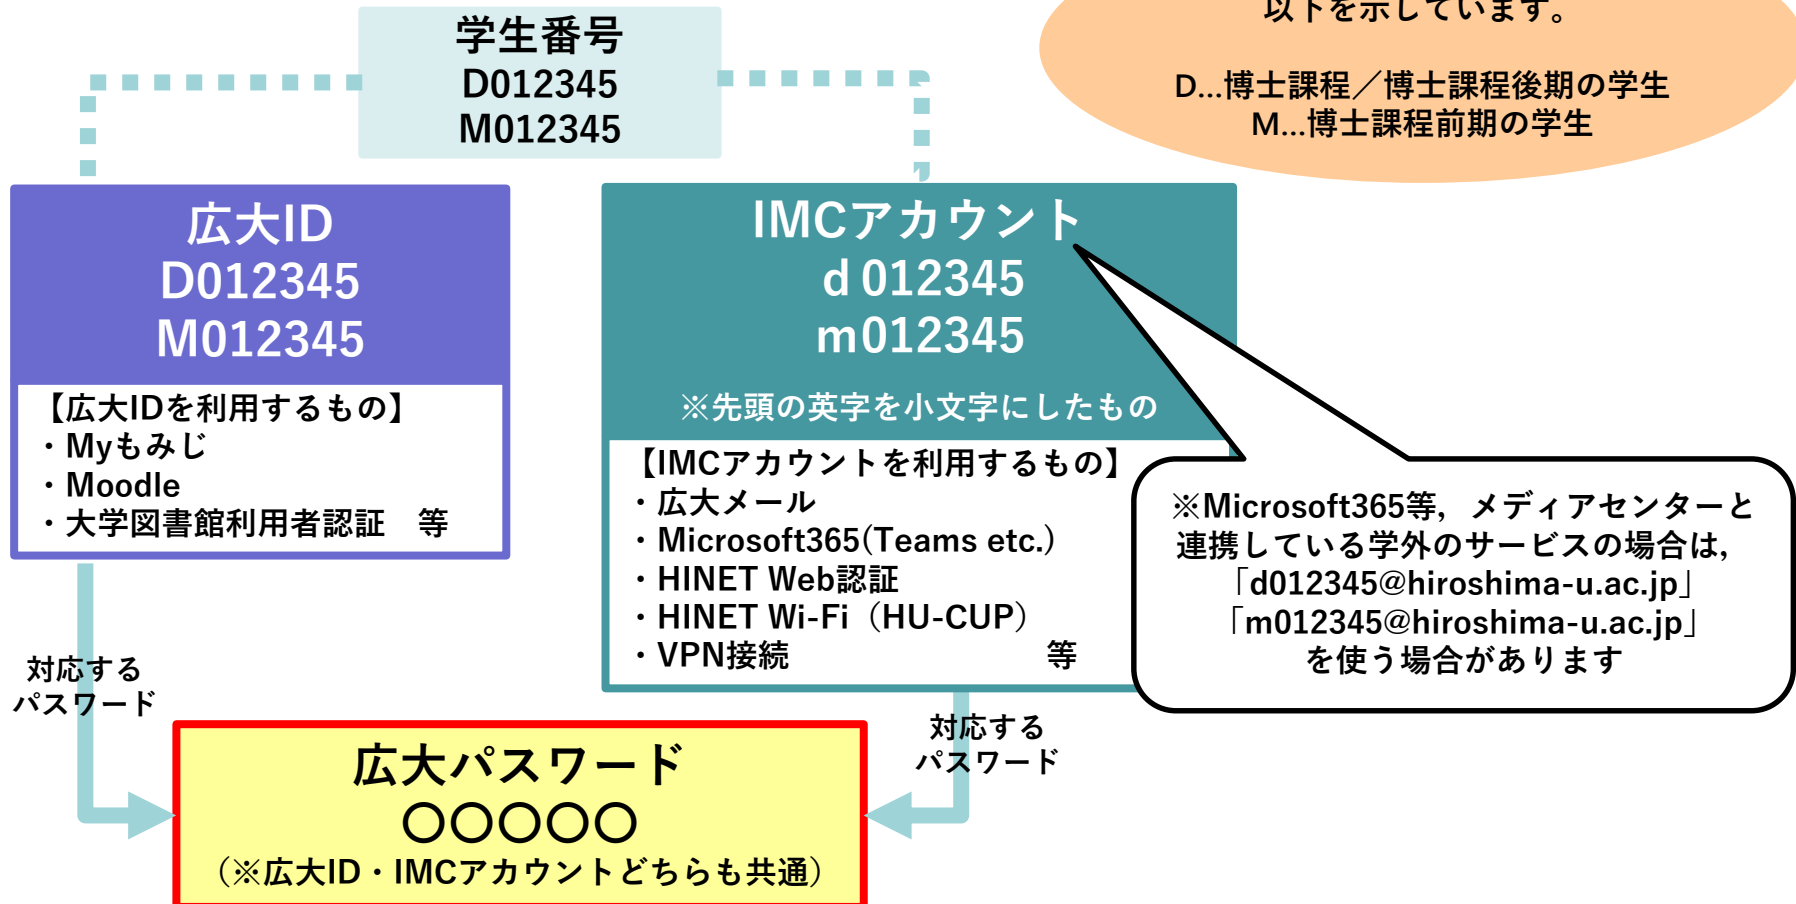 以下を示しています。
D…博士課程／博士課程後期の学生
M…博士課程前期の学生
学生番号
D012345
M012345
広大ID
D012345
M012345
【広大IDを利用するもの】
・Myもみじ
・Moodle
・大学図書館利用者認証　等
IMCアカウント
d 012345
m012345
※先頭の英字を小文字にしたもの
【IMCアカウントを利用するもの】
・広大メール
・Microsoft365(Teams etc.)
・HINET Web認証
・HINET Wi-Fi（HU-CUP）
・VPN接続　等
※Microsoft365等，メディアセンターと
連携している学外のサービスの場合は，
「d012345@hiroshima-u.ac.jp」
「m012345@hiroshima-u.ac.jp」
を使う場合があります
対応する
パスワード
対応する
パスワード
広大パスワード
〇〇〇〇〇
（※広大ID・IMCアカウントどちらも共通）